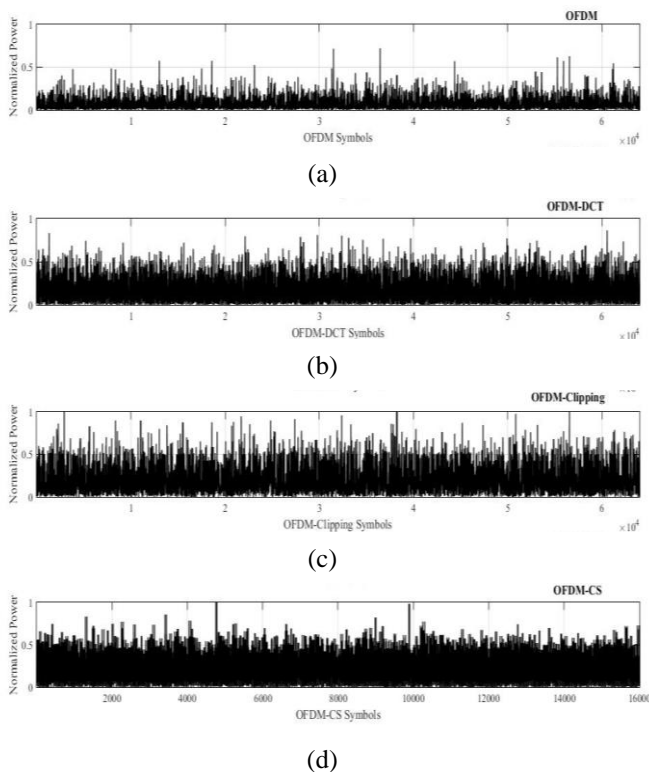 OFDM
Normalized Power
1
0.5
0
1 2 3 4 5 6
OFDM Symbols
×10⁴
(a)
OFDM-DCT
Normalized Power
1
0.5
0
1 2 3 4 5 6
OFDM-DCT Symbols
×10⁴
(b)
OFDM-Clipping
Normalized Power
1
0.5
0
1 2 3 4 5 6
OFDM-Clipping Symbols
×10⁴
(c)
OFDM-CS
Normalized Power
1
0.5
0
2000 4000 6000 8000 10000 12000 14000 16000
OFDM-CS Symbols
(d)